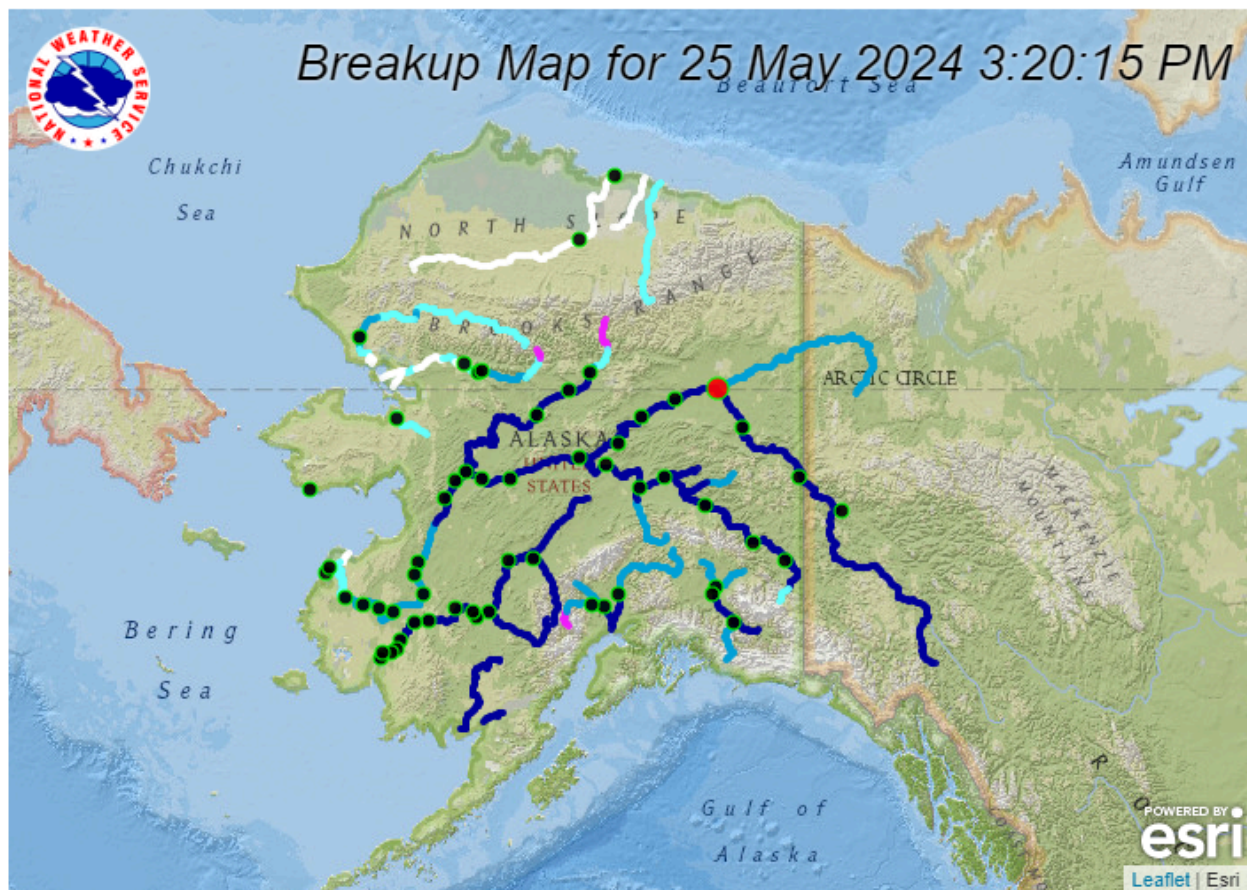 NATIONAL WEATHER SERVICE
Breakup Map for 25 May 2024 3:20:15 PM
Beaufort Sea
Chukchi
Sea
Amundsen
Gulf
NORTH SLOPE
BROOKS RANGE
ARCTIC CIRCLE
ALASKA
UNITED
STATES
MACKENZIE
MOUNTAINS
Bering
Sea
Gulf of
Alaska
R O
POWERED BY
esri
Leaflet | Esri